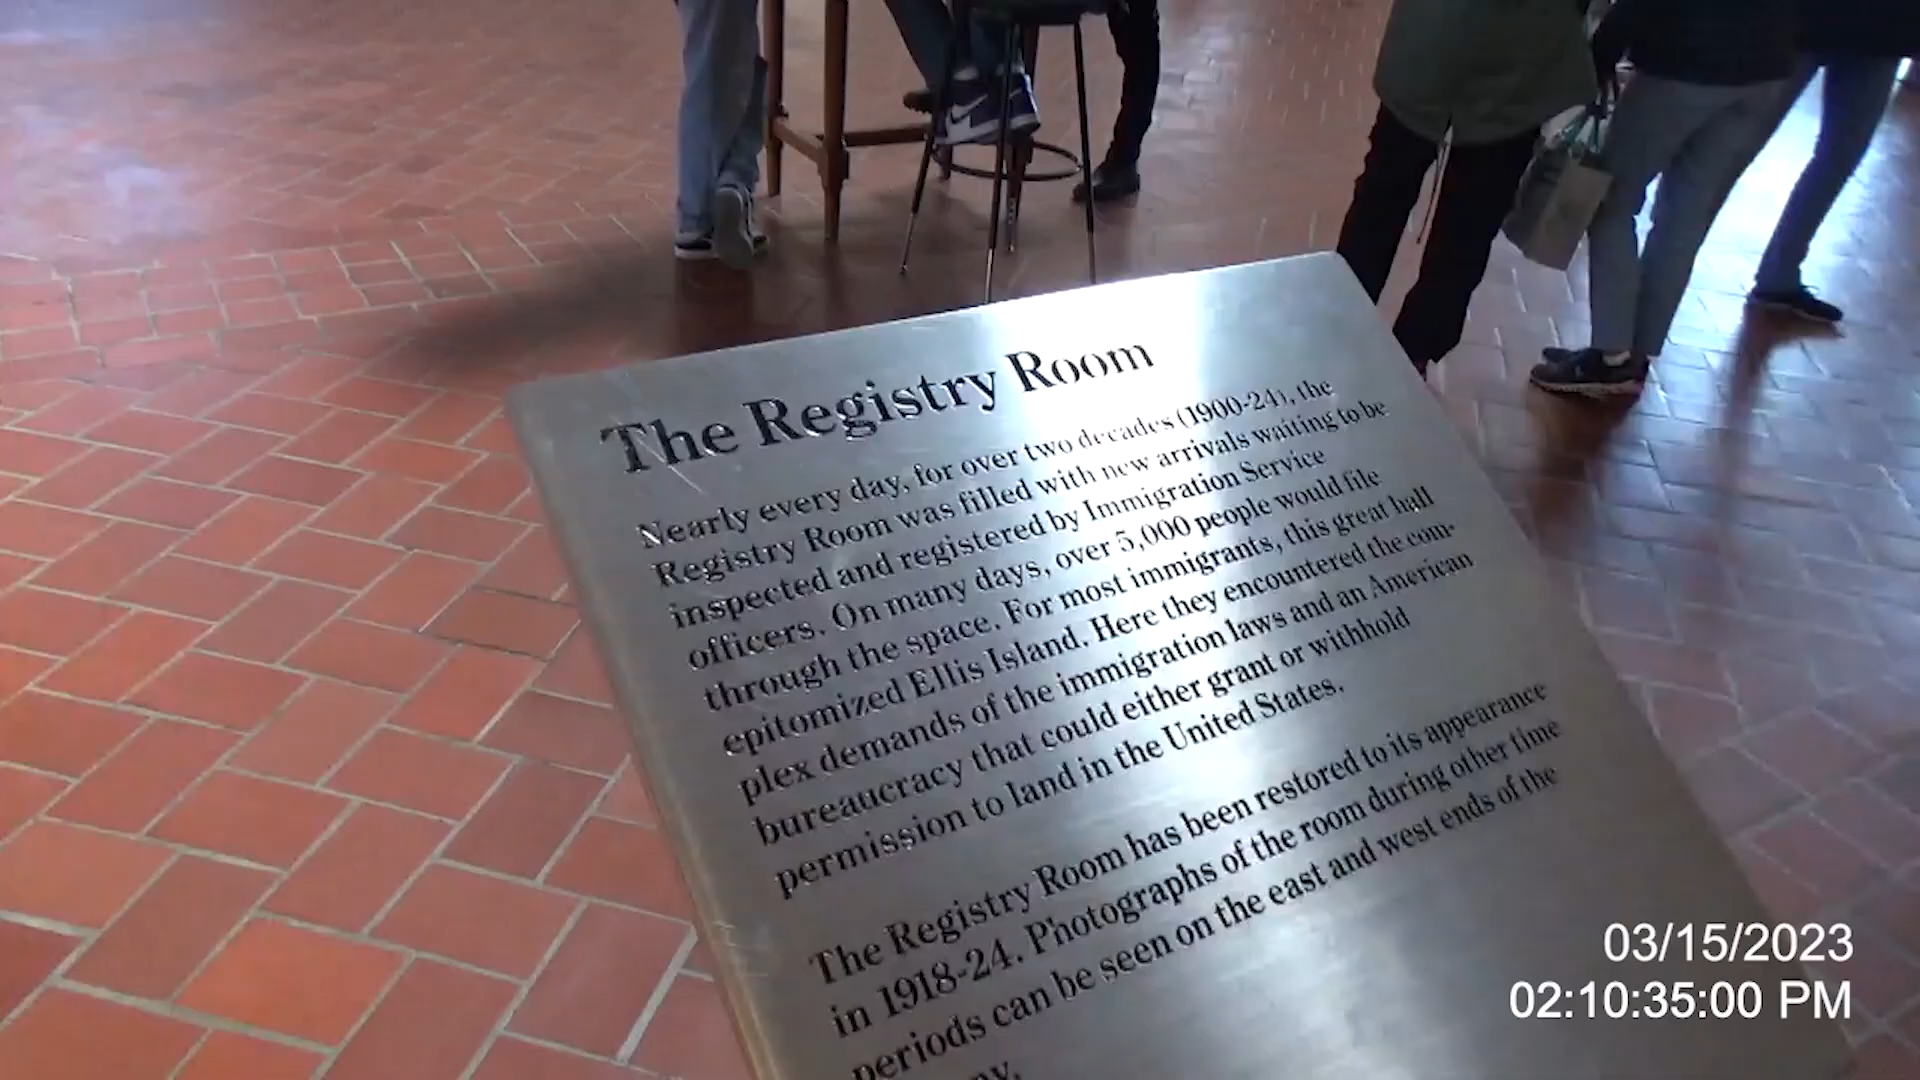 The Registry Room
Nearly every day, for over two decades (1900-24), the
Registry Room was filled with new arrivals waiting to be
inspected and registered by Immigration Service
officers. On many days, over 5,000 people would file
through the space. For most immigrants, this great hall
epitomized Ellis Island. Here they encountered the com-
plex demands of the immigration laws and an American
bureaucracy that could either grant or withhold
permission to land in the United States.
The Registry Room has been restored to its appearance
in 1918-24. Photographs of the room during other time
periods can be seen on the east and west ends of the
03/15/2023
02:10:35:00 PM